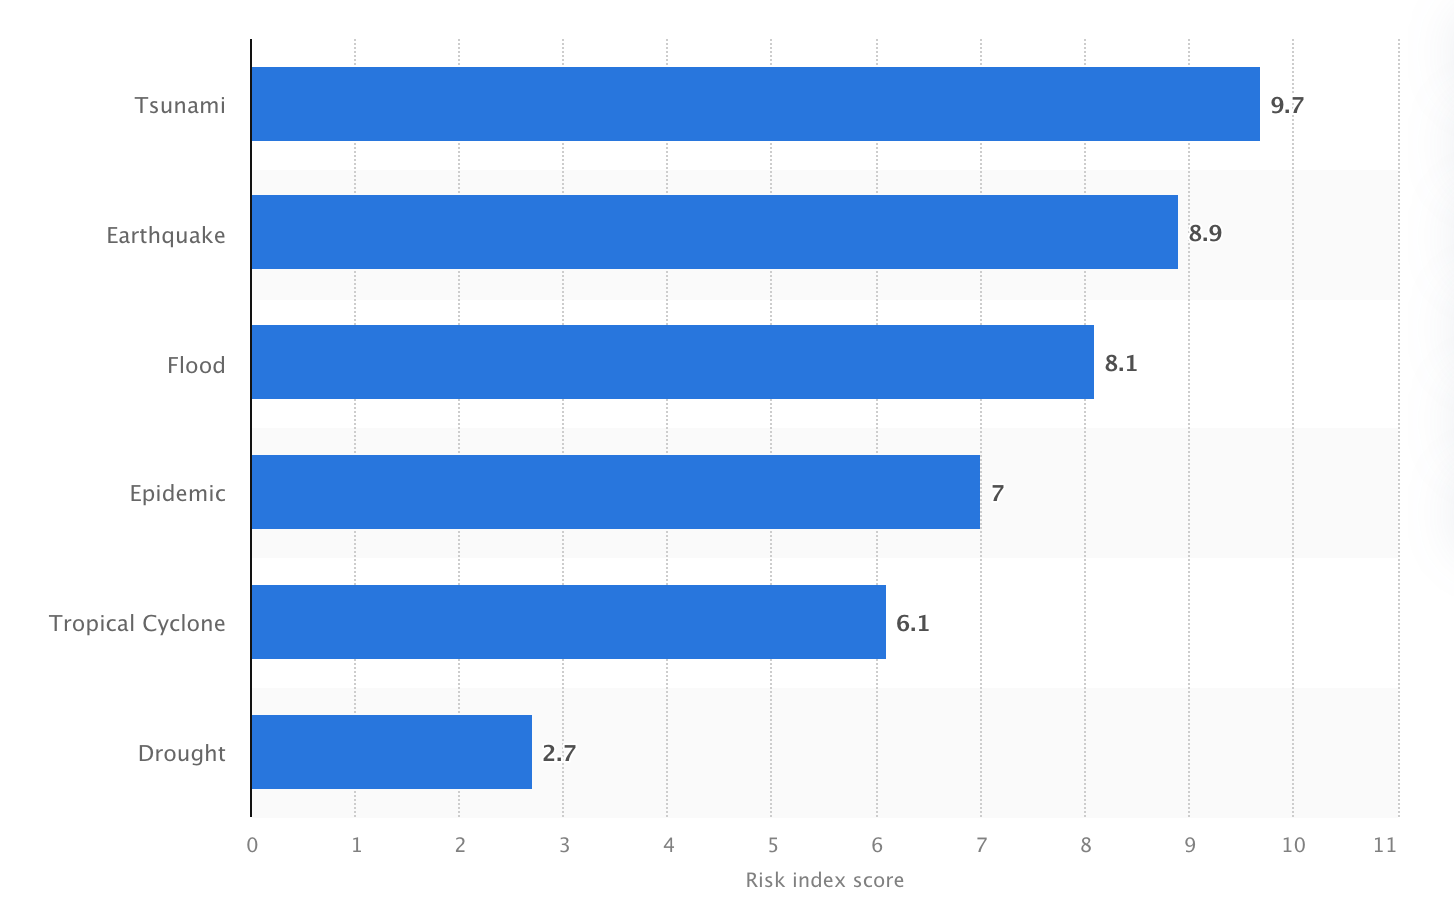 Tsunami 9.7
Earthquake 8.9
Flood 8.1
Epidemic 7
Tropical Cyclone 6.1
Drought 2.7
0 1 2 3 4 5 6 7 8 9 10 11
Risk index score